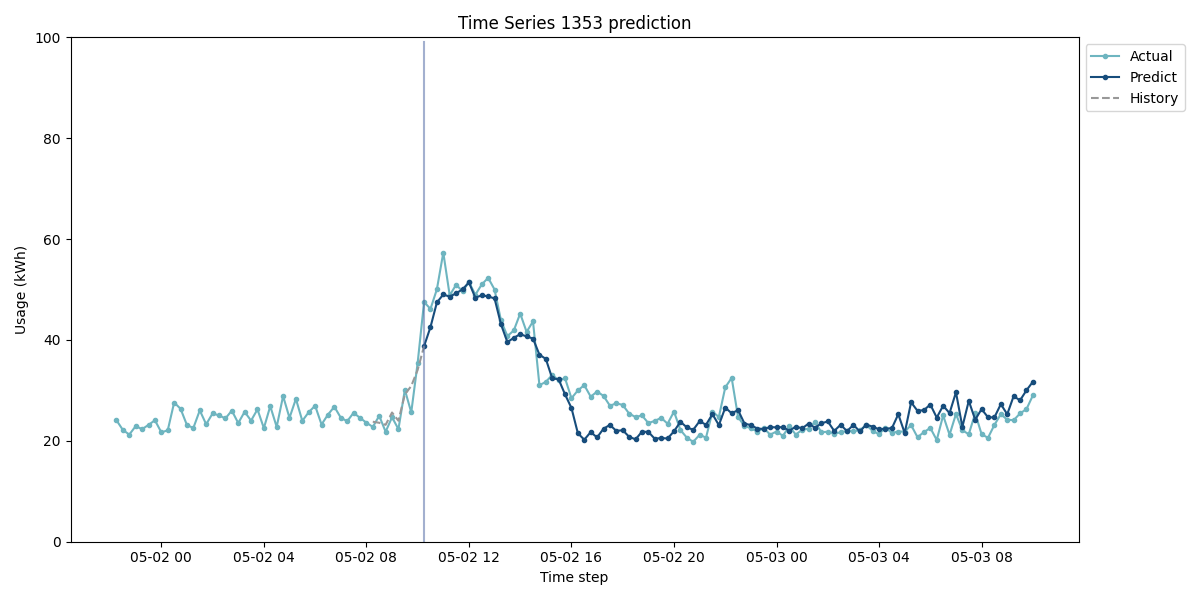 Time Series 1353 prediction
100
80
60
40
20
0
Usage (kWh)
05-02 00
05-02 04
05-02 08
05-02 12
05-02 16
05-02 20
05-03 00
05-03 04
05-03 08
Time step
Actual
Predict
History